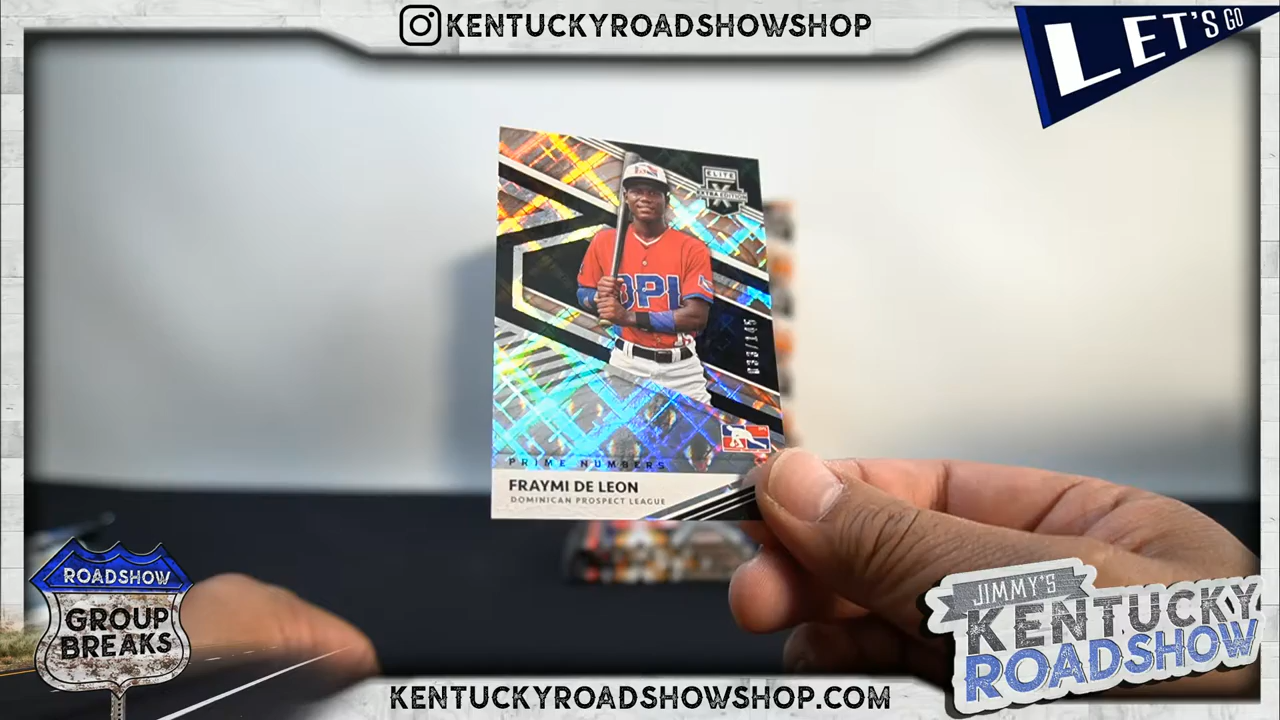 KENTUCKYROADSHOWSHOP
LET'S GO
ELITE
EXTRA EDITION
DPL
PRIME NUMBERS
FRAYMI DE LEON
DOMINICAN PROSPECT LEAGUE
ROADSHOW
GROUP
BREAKS
JIMMY'S
KENTUCKY
ROADSHOW
KENTUCKYROADSHOWSHOP.COM